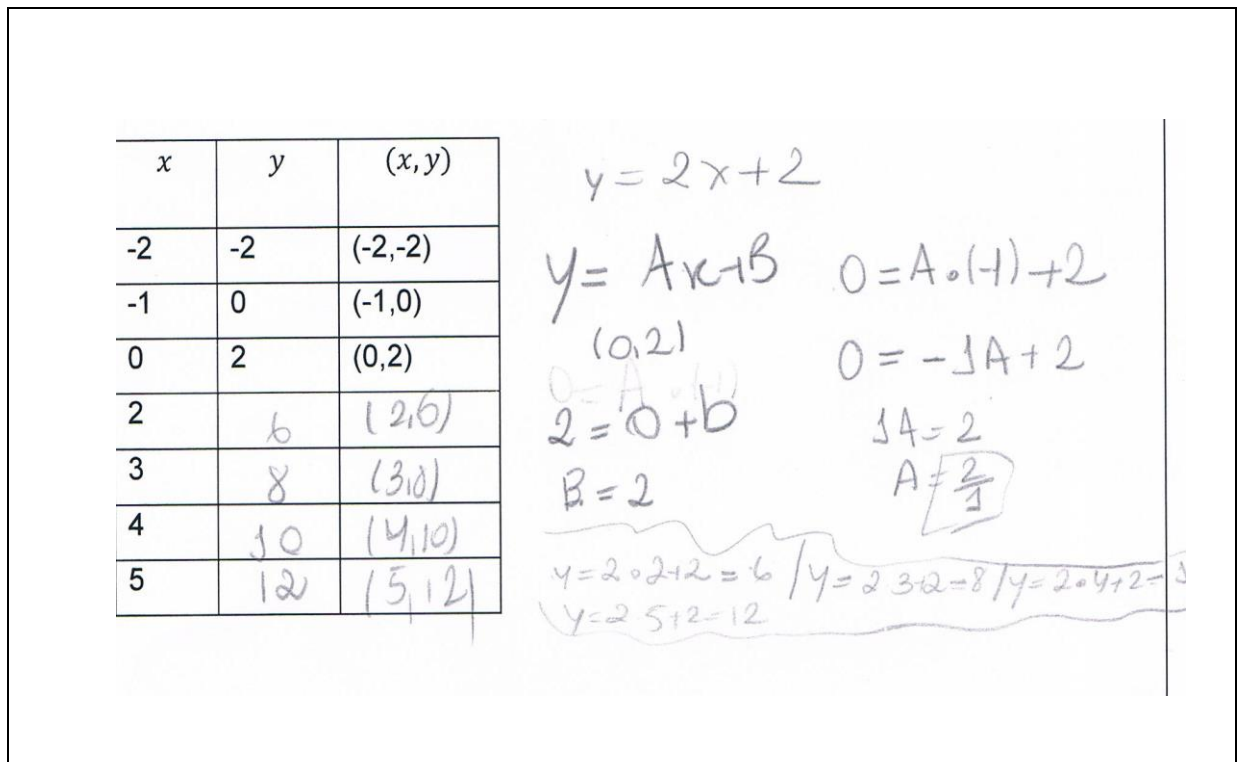 x y (x, y)
-2 -2 (-2,-2)
-1 0 (-1,0)
0 2 (0,2)
2 6 (2,6)
3 8 (3,8)
4 10 (4,10)
5 12 (5,12)
y = 2x+2
y = Ax+B
(0,2)
0 = A
2 = 0 + b
B = 2
0 = A•(-1)+2
0 = -1A + 2
1A = 2
A = 2/1
y = 2•2+2 = 6 / y = 2 3+2 = 8 / y = 2•4+2 =
y = 2 5+2 = 12